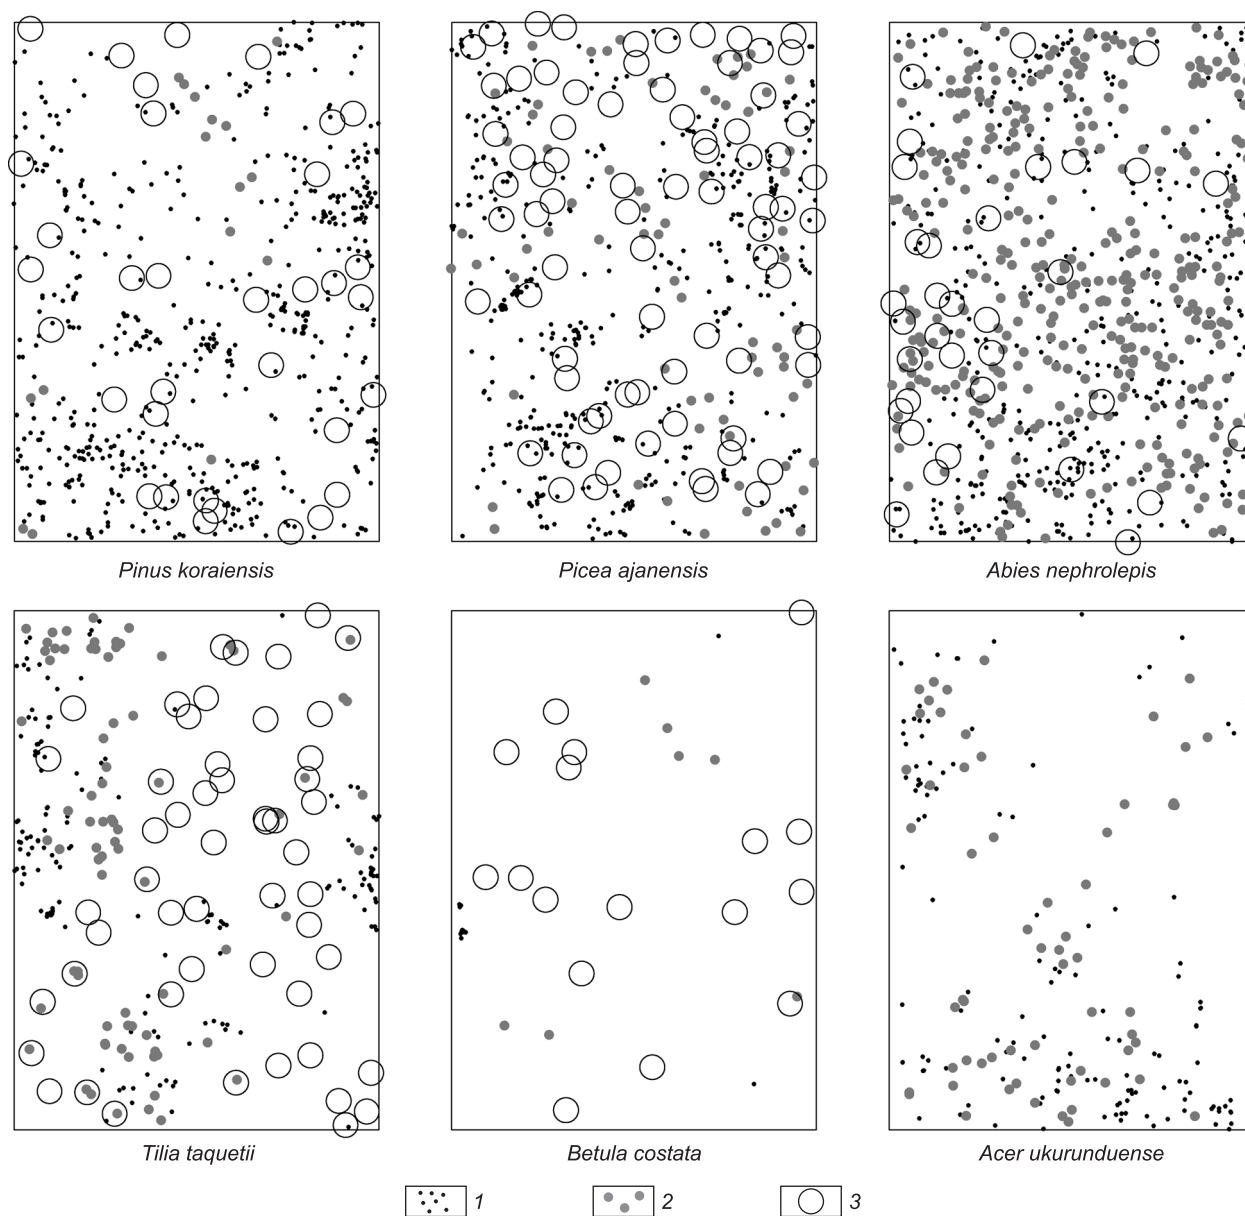 Pinus koraiensis
Picea ajanensis
Abies nephrolepis
Tilia taquetii
Betula costata
Acer ukurunduense
1
2
3